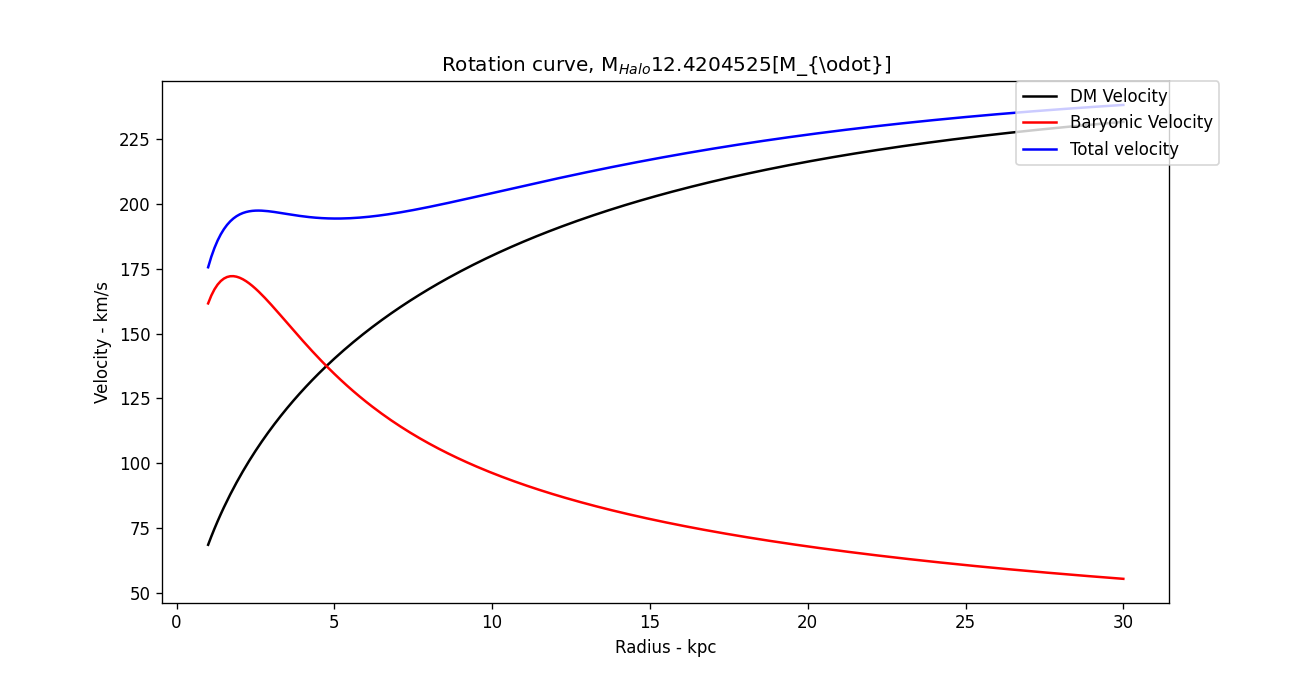 Rotation curve, M_{Halo}12.4204525[M_{\odot}]
DM Velocity
Baryonic Velocity
Total velocity
Velocity - km/s
225
200
175
150
125
100
75
50
0 5 10 15 20 25 30
Radius - kpc